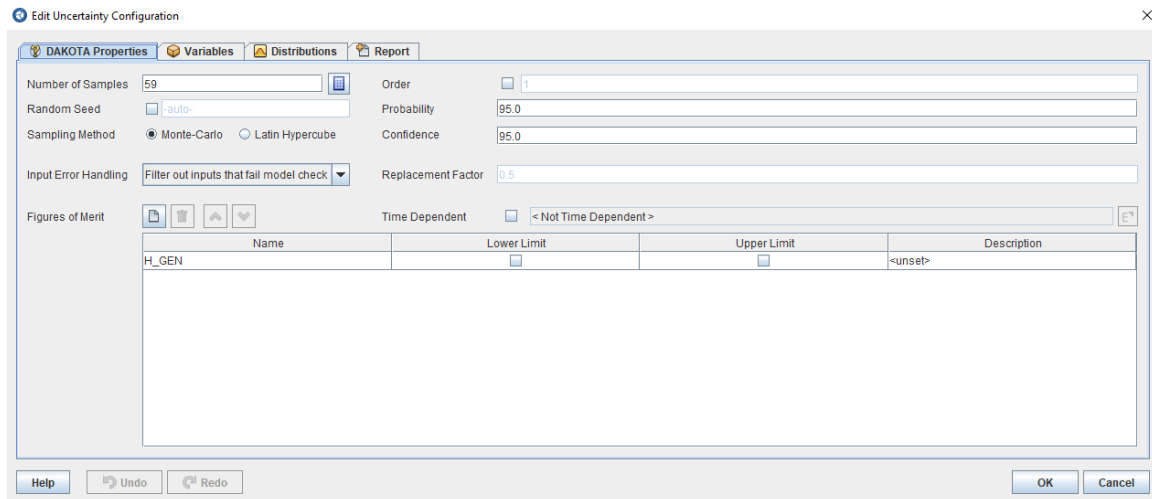 Edit Uncertainty Configuration
DAKOTA Properties Variables Distributions Report
Number of Samples 59 Order 1
Random Seed -auto- Probability 95.0
Sampling Method Monte-Carlo Latin Hypercube Confidence 95.0
Input Error Handling Filter out inputs that fail model check Replacement Factor 0.5
Figures of Merit Time Dependent < Not Time Dependent >
Name Lower Limit Upper Limit Description
H_GEN <unset>
Help Undo Redo OK Cancel